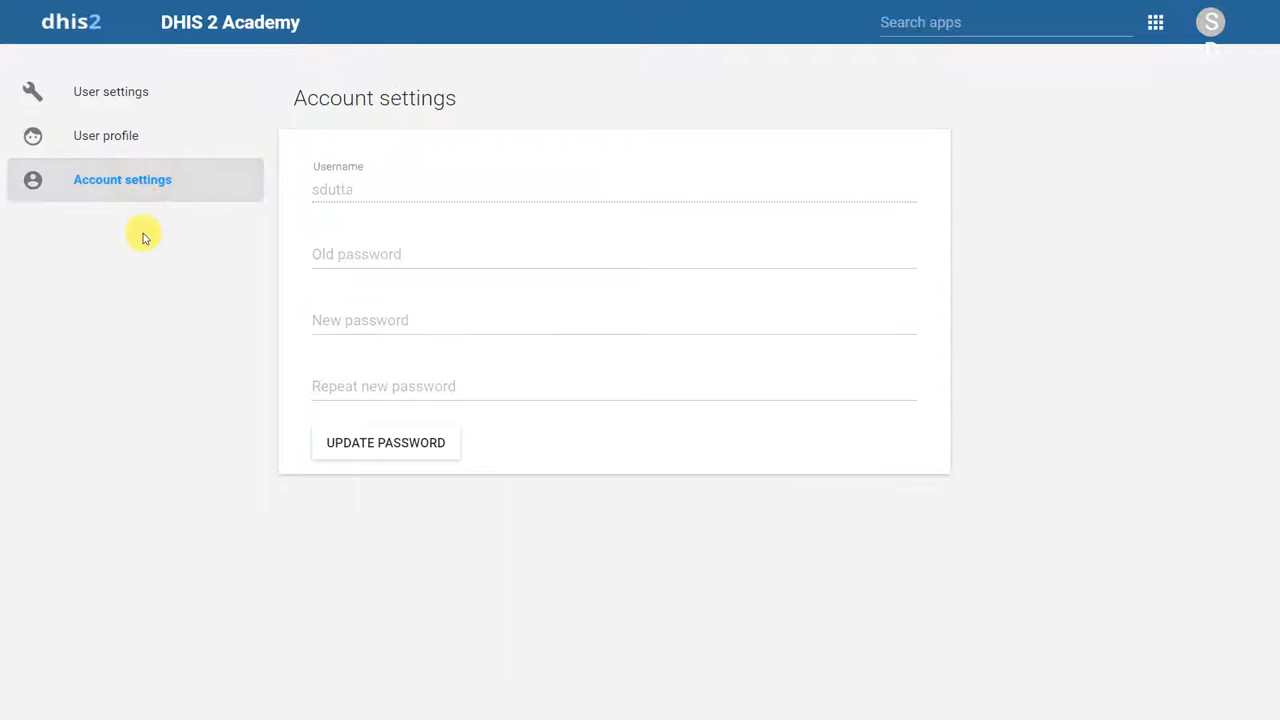 dhis2 DHIS 2 Academy Search apps S
User settings
User profile
Account settings
Account settings
Username
sdutta
Old password
New password
Repeat new password
UPDATE PASSWORD